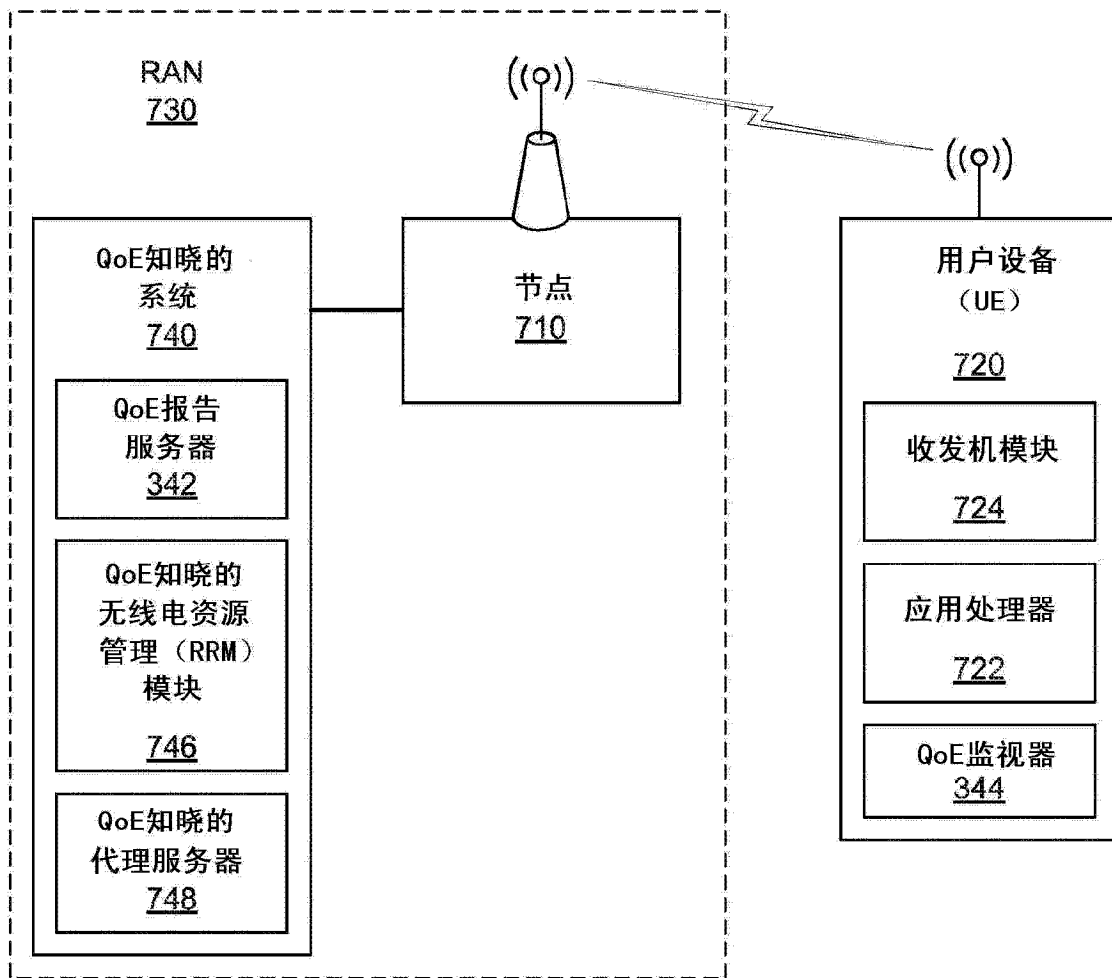 RAN
730
QoE知晓的
系统
740
QoE报告
服务器
342
QoE知晓的
无线电资源
管理（RRM）
模块
746
QoE知晓的
代理服务器
748
节点
710
用户设备
（UE）
720
收发机模块
724
应用处理器
722
QoE监视器
344